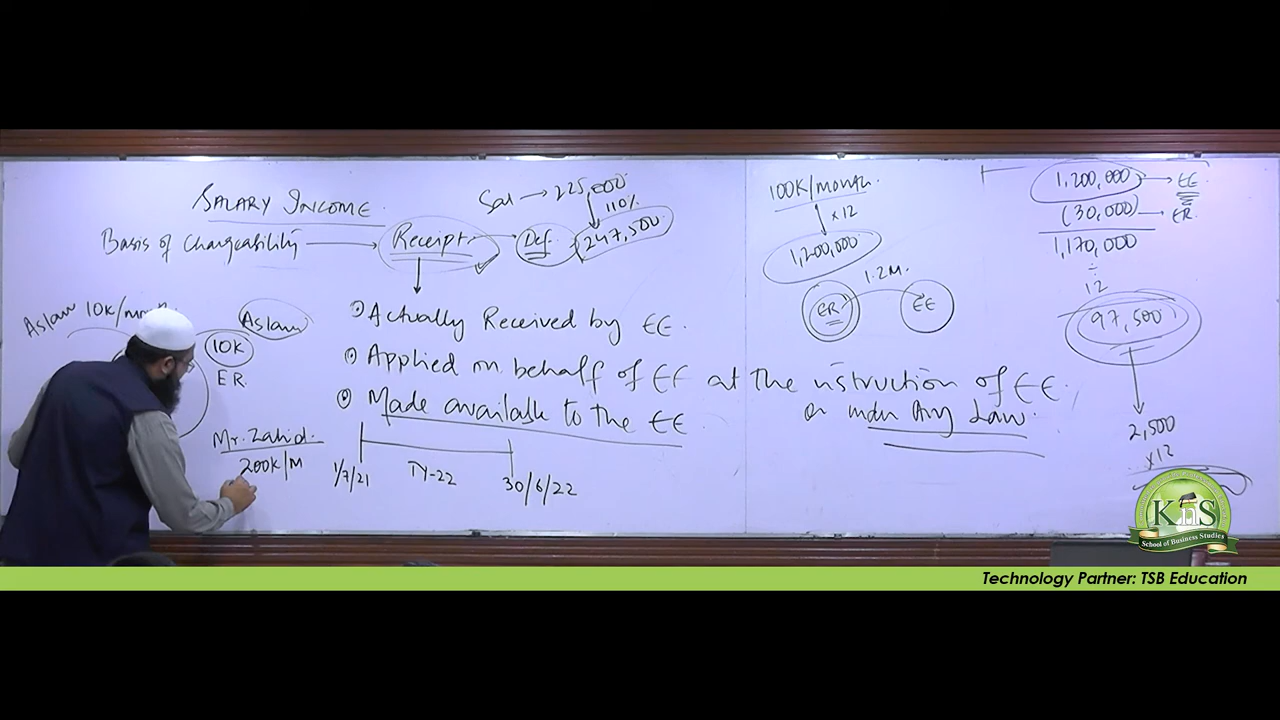 SALARY INCOME
Sal → 225,000
110%
247,500
Basis of Chargeability → Receipt → Def.
Aslam 10K/
Aslam
10K
ER.
Actually Received by EE.
Applied on behalf of EE at the instruction of EE.
or under Any Law.
Made available to the EE
Mr. Zahid.
200K/M
1/7/21
TY-22
30/6/22
100K/MONTH.
x12
1,200,000
1.2M.
ER
EE
1,200,000 → EE
(30,000) — ER
1,170,000
÷
12
97,500
2,500
x12
KnS
School of Business Studies
Technology Partner: TSB Education